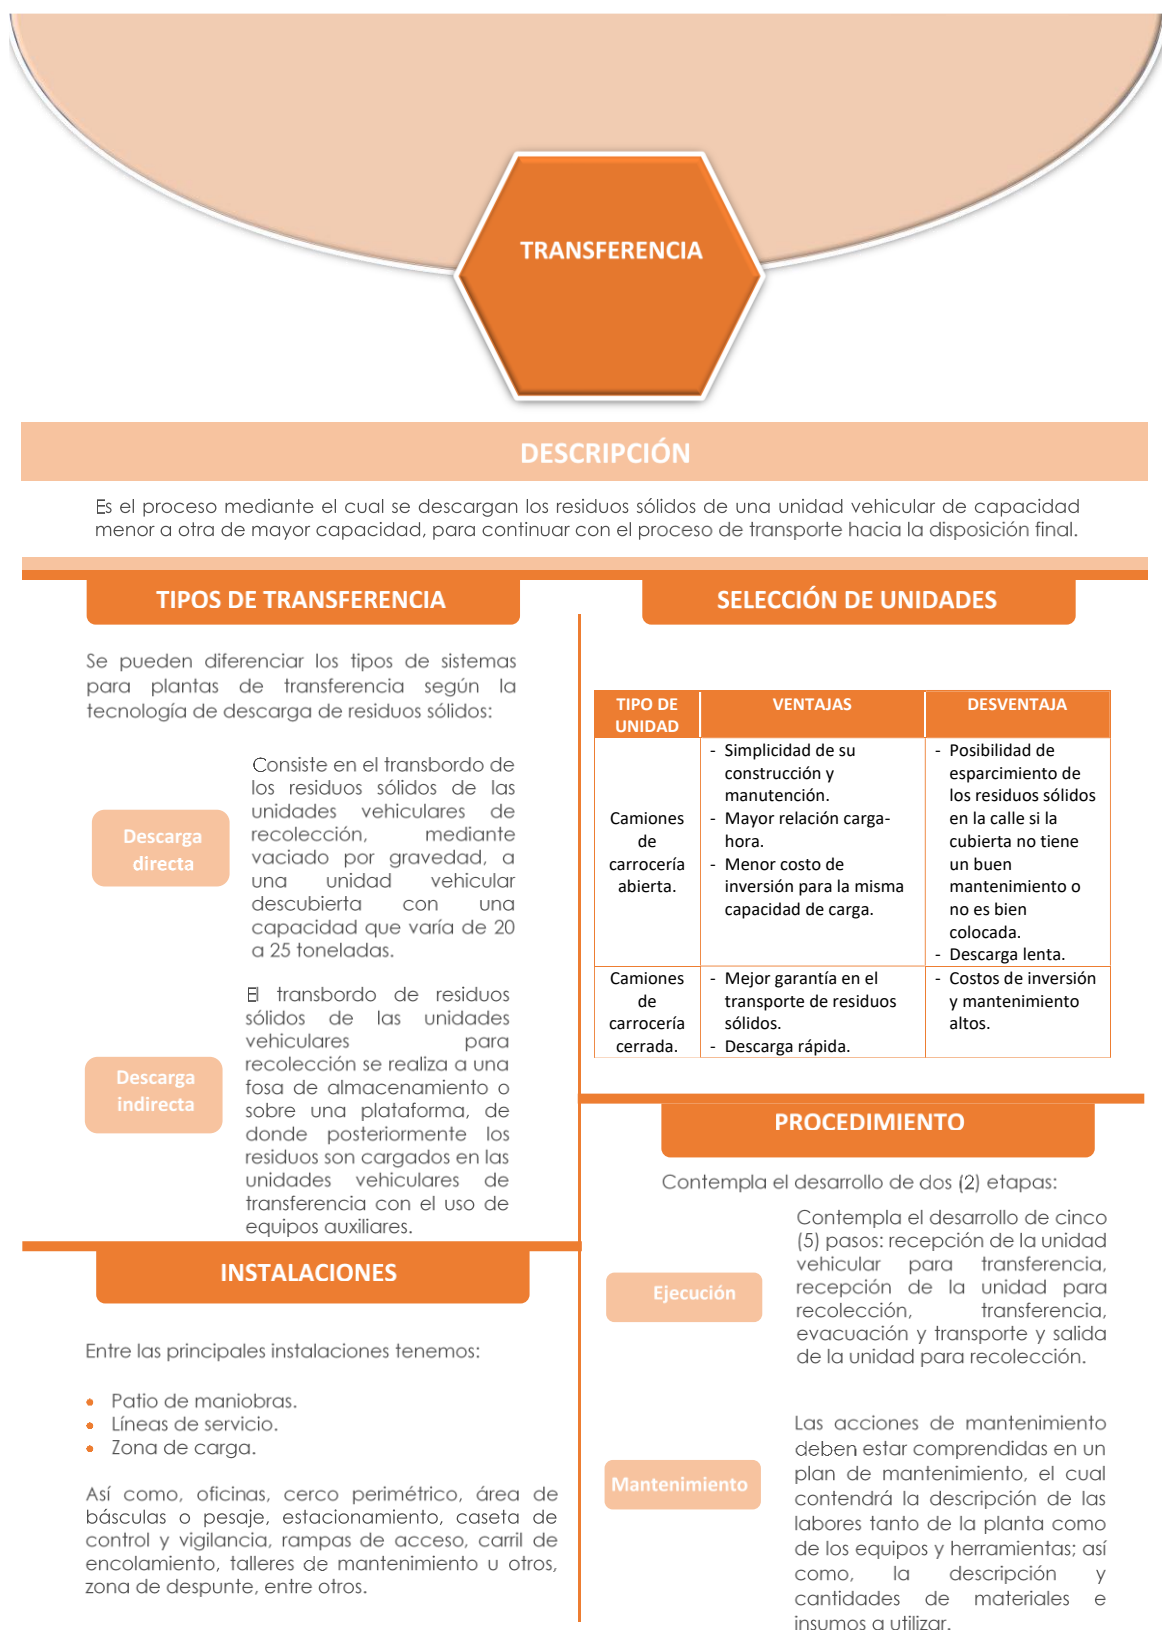 TRANSFERENCIA
DESCRIPCIÓN
Es el proceso mediante el cual se descargan los residuos sólidos de una unidad vehicular de capacidad
menor a otra de mayor capacidad, para continuar con el proceso de transporte hacia la disposición final.
TIPOS DE TRANSFERENCIA
Se pueden diferenciar los tipos de sistemas
para plantas de transferencia según la
tecnología de descarga de residuos sólidos:
Descarga
directa
Consiste en el transbordo de
los residuos sólidos de las
unidades vehiculares de
recolección, mediante
vaciado por gravedad, a
una unidad vehicular
descubierta con una
capacidad que varía de 20
a 25 toneladas.
Descarga
indirecta
El transbordo de residuos
sólidos de las unidades
vehiculares para
recolección se realiza a una
fosa de almacenamiento o
sobre una plataforma, de
donde posteriormente los
residuos son cargados en las
unidades vehiculares de
transferencia con el uso de
equipos auxiliares.
INSTALACIONES
Entre las principales instalaciones tenemos:
• Patio de maniobras.
• Líneas de servicio.
• Zona de carga.
Así como, oficinas, cerco perimétrico, área de
básculas o pesaje, estacionamiento, caseta de
control y vigilancia, rampas de acceso, carril de
encolamiento, talleres de mantenimiento u otros,
zona de despunte, entre otros.
SELECCIÓN DE UNIDADES
TIPO DE
UNIDAD
VENTAJAS
DESVENTAJA
Camiones
de
carrocería
abierta.
- Simplicidad de su
construcción y
manutención.
- Mayor relación carga-
hora.
- Menor costo de
inversión para la misma
capacidad de carga.
- Posibilidad de
esparcimiento de
los residuos sólidos
en la calle si la
cubierta no tiene
un buen
mantenimiento o
no es bien
colocada.
- Descarga lenta.
Camiones
de
carrocería
cerrada.
- Mejor garantía en el
transporte de residuos
sólidos.
- Descarga rápida.
- Costos de inversión
y mantenimiento
altos.
PROCEDIMIENTO
Contempla el desarrollo de dos (2) etapas:
Ejecución
Contempla el desarrollo de cinco
(5) pasos: recepción de la unidad
vehicular para transferencia,
recepción de la unidad para
recolección, transferencia,
evacuación y transporte y salida
de la unidad para recolección.
Mantenimiento
Las acciones de mantenimiento
deben estar comprendidas en un
plan de mantenimiento, el cual
contendrá la descripción de las
labores tanto de la planta como
de los equipos y herramientas; así
como, la descripción y
cantidades de materiales e
insumos a utilizar.